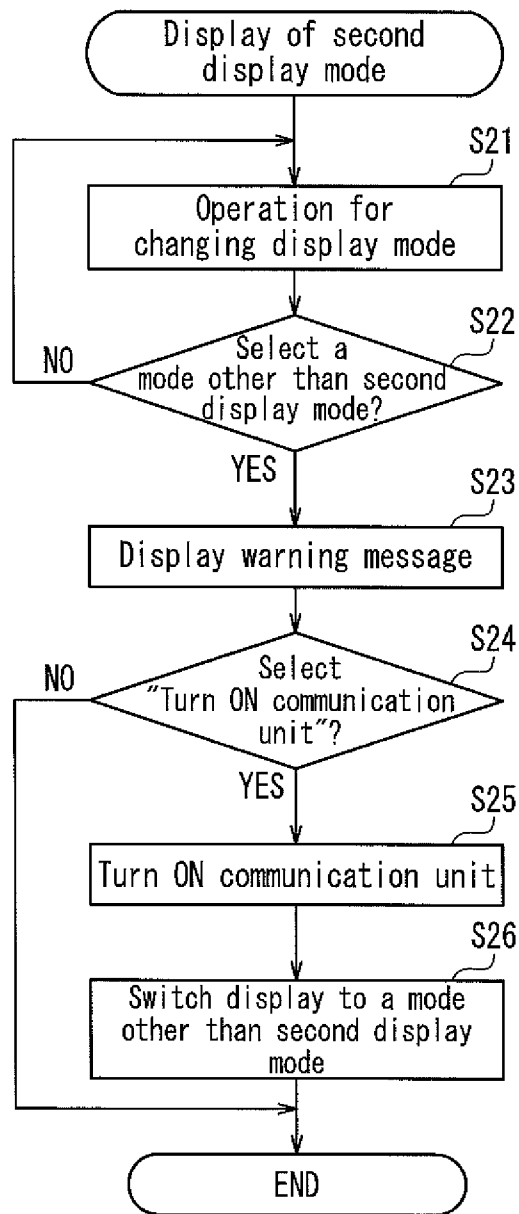 Display of second
display mode
S21
Operation for
changing display mode
S22
Select a
mode other than second
display mode?
NO
YES
S23
Display warning message
S24
Select
"Turn ON communication
unit"?
NO
YES
S25
Turn ON communication unit
S26
Switch display to a mode
other than second display
mode
END